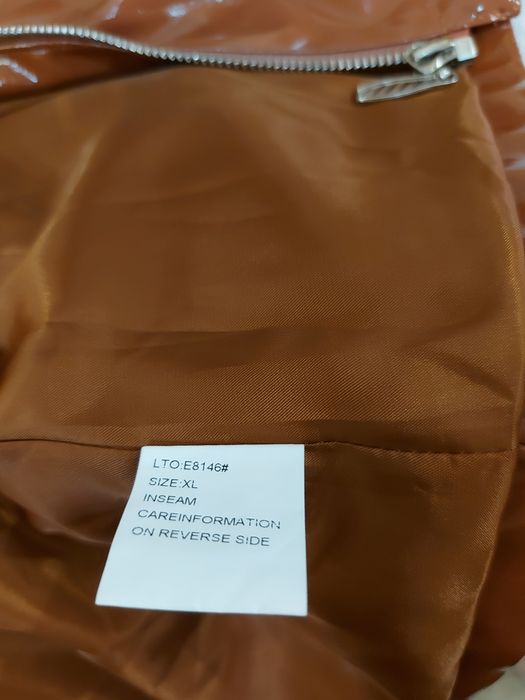 LTO:E8146#
SIZE:XL
INSEAM
CAREINFORMATION
ON REVERSE SIDE